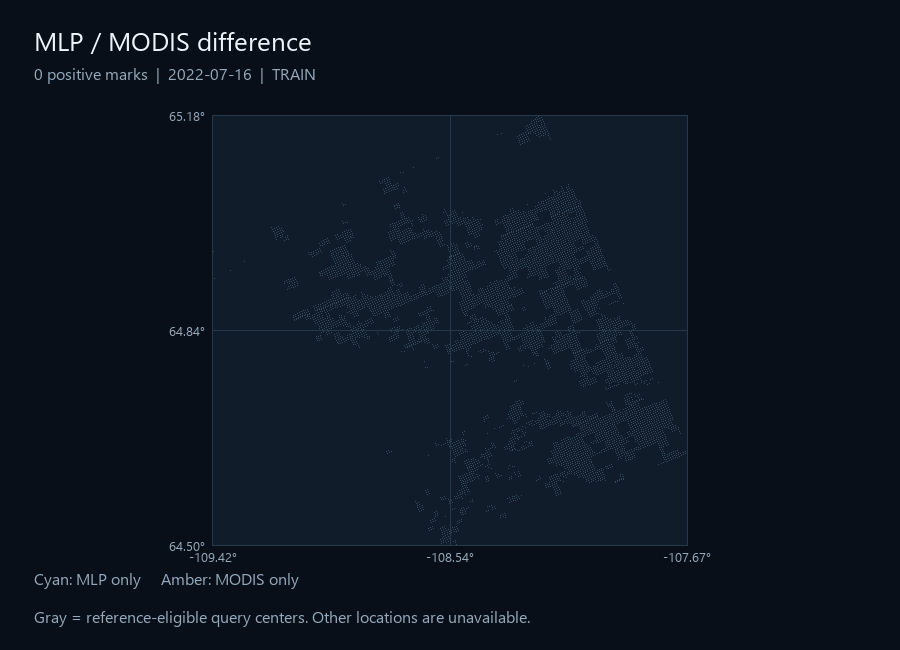 MLP / MODIS difference
0 positive marks | 2022-07-16 | TRAIN
65.18°
64.84°
64.50°
-109.42° -108.54° -107.67°
Cyan: MLP only Amber: MODIS only
Gray = reference-eligible query centers. Other locations are unavailable.